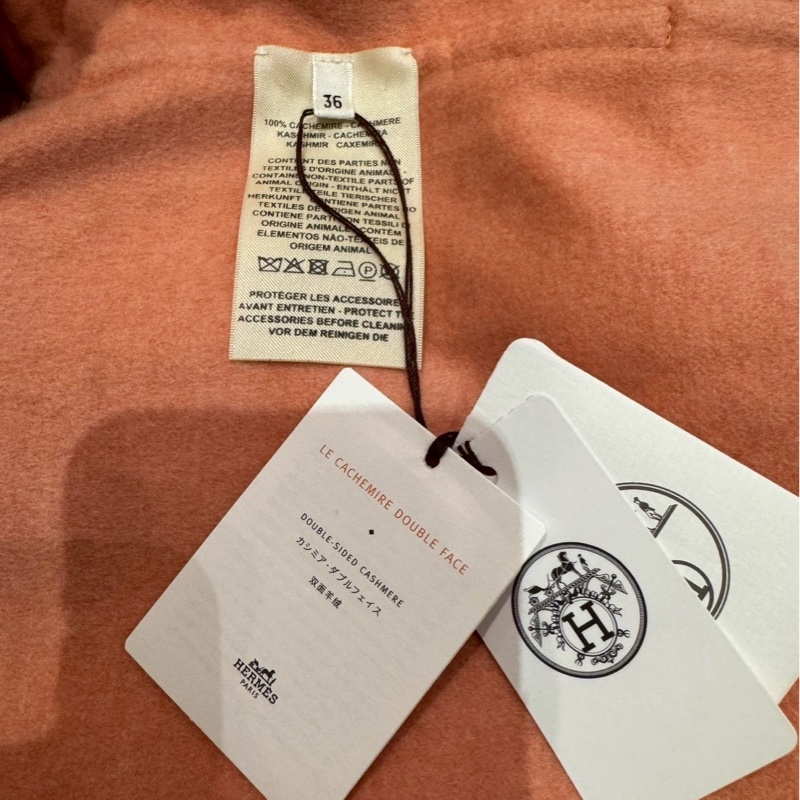 36
100% CACHEMIRE - CASHMERE
KASCHMIR - CACHEMIRA
KASHMIR CAXEMIRA
CONTIENT DES PARTIES NON
TEXTILES D'ORIGINE ANIMALE
CONTAINS NON-TEXTILE PARTS OF
ANIMAL ORIGIN - ENTHÄLT NICHT
TEXTILE TEILE TIERISCHER
HERKUNFT CONTIENE PARTES NO
TEXTILES DE ORIGEN ANIMAL
CONTIENE PARTI NON TESSILI DI
ORIGINE ANIMALE CONTÉM
ELEMENTOS NÃO-TÊXTEIS DE
ORIGEM ANIMAL
P
PROTÉGER LES ACCESSOIRES
AVANT ENTRETIEN - PROTECT
ACCESSORIES BEFORE CLEANING
VOR DEM REINIGEN DIE
LE CACHEMIRE DOUBLE FACE
DOUBLE-SIDED CASHMERE
カシミア・ダブルフェイス
双面羊绒
HERMÈS
PARIS
H